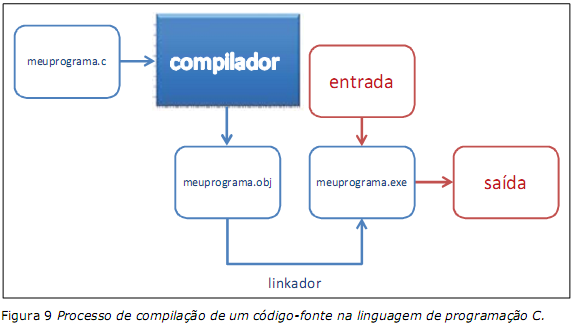 meuprograma.c
compilador
entrada
meuprograma.obj
meuprograma.exe
saída
linkador
Figura 9 Processo de compilação de um código-fonte na linguagem de programação C.